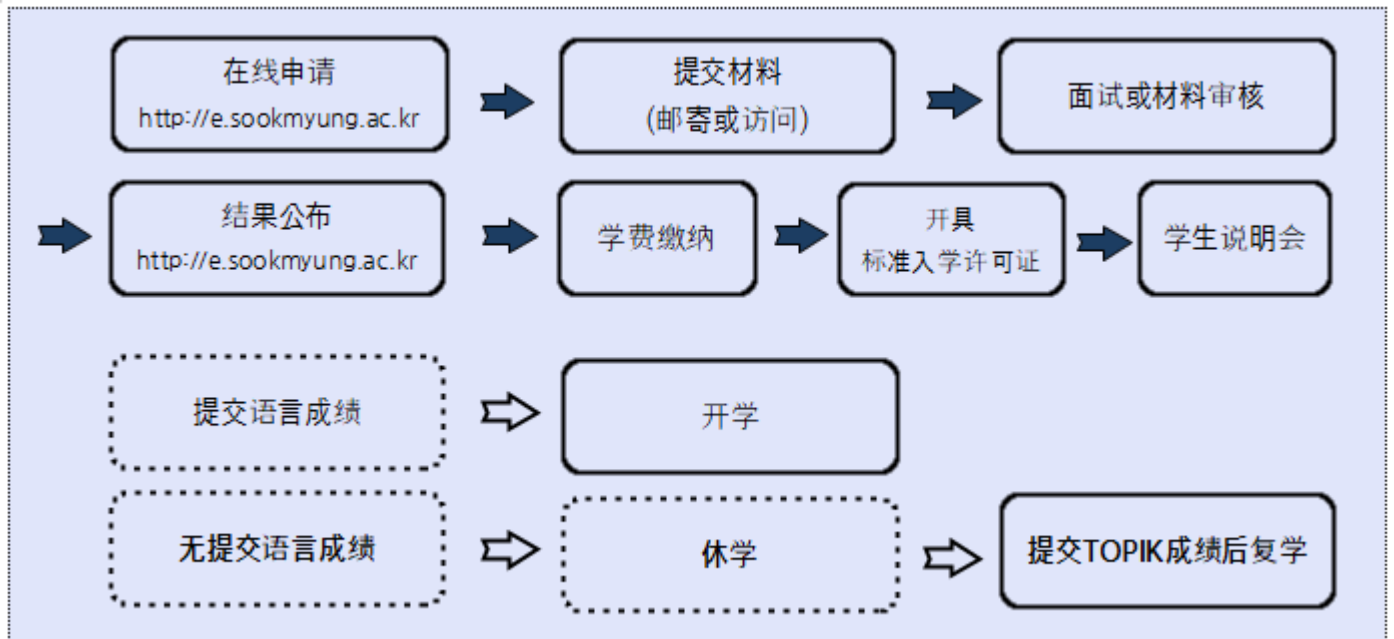 在线申请
http://e.sookmyung.ac.kr
提交材料
(邮寄或访问)
面试或材料审核
结果公布
http://e.sookmyung.ac.kr
学费缴纳
开具
标准入学许可证
学生说明会
提交语言成绩
开学
无提交语言成绩
休学
提交TOPIK成绩后复学